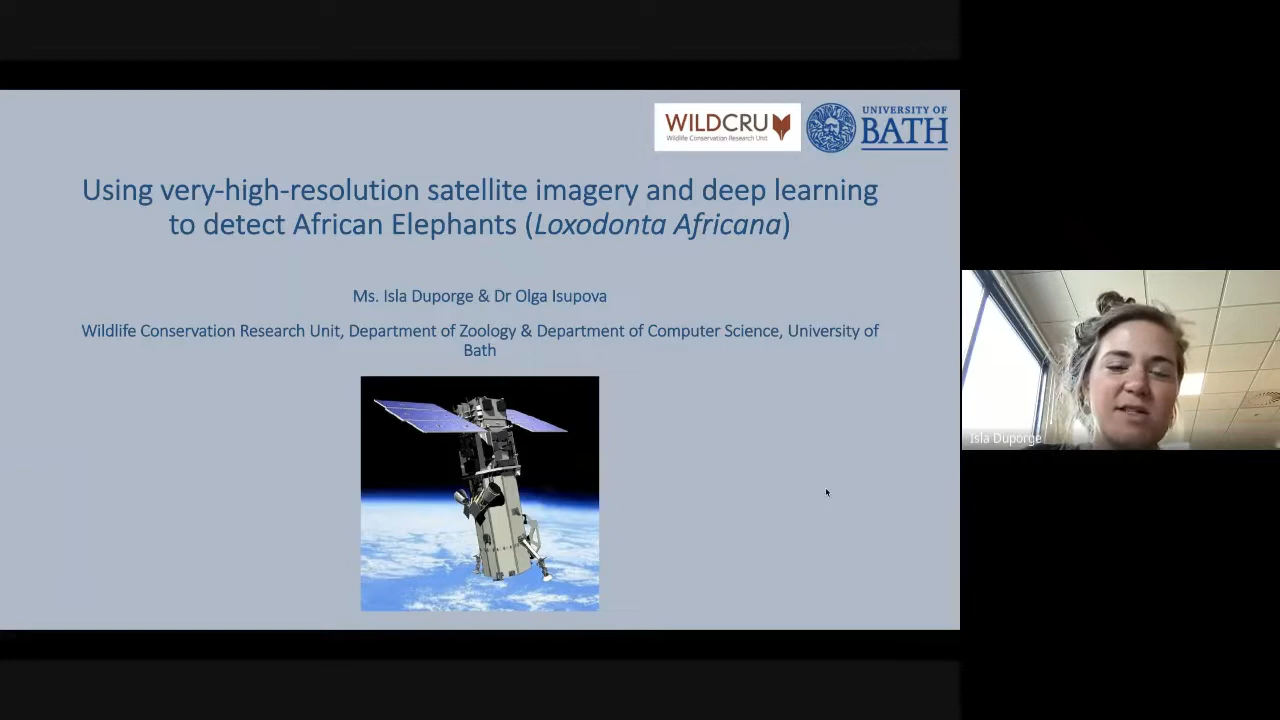 WILDCRU
Wildlife Conservation Research Unit
UNIVERSITY OF
BATH
Using very-high-resolution satellite imagery and deep learning
to detect African Elephants (Loxodonta Africana)
Ms. Isla Duporge & Dr Olga Isupova
Wildlife Conservation Research Unit, Department of Zoology & Department of Computer Science, University of
Bath
Isla Duporge